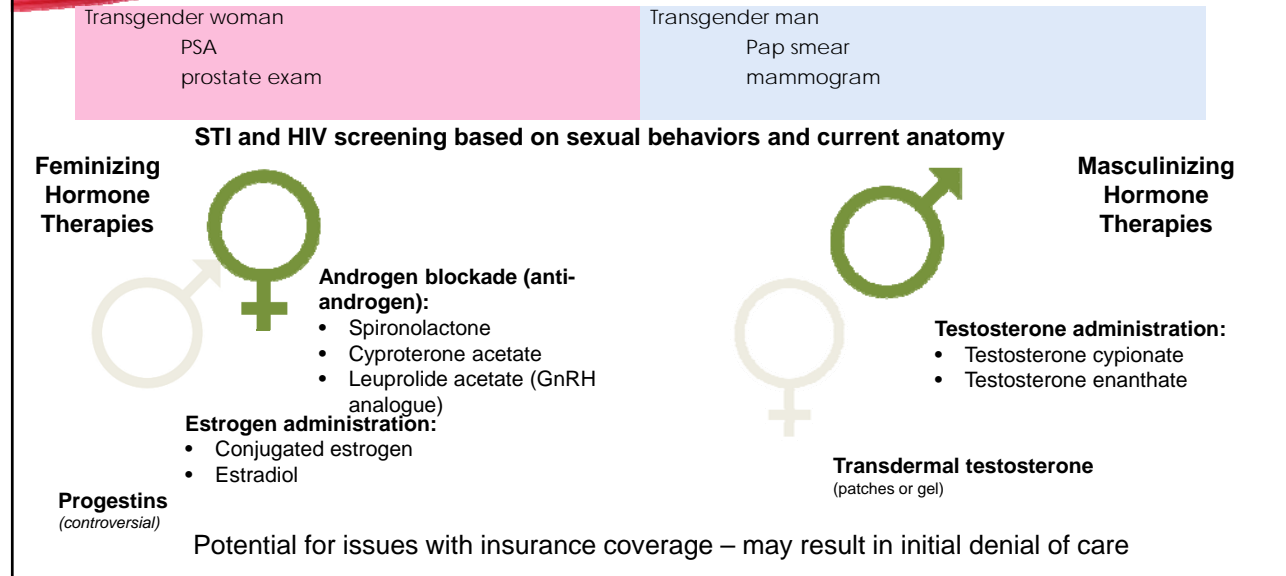 Transgender woman
PSA
prostate exam
Transgender man
Pap smear
mammogram
STI and HIV screening based on sexual behaviors and current anatomy
Feminizing
Hormone
Therapies
Androgen blockade (anti-
androgen):
• Spironolactone
• Cyproterone acetate
• Leuprolide acetate (GnRH
analogue)
Estrogen administration:
• Conjugated estrogen
• Estradiol
Progestins
(controversial)
Masculinizing
Hormone
Therapies
Testosterone administration:
• Testosterone cypionate
• Testosterone enanthate
Transdermal testosterone
(patches or gel)
Potential for issues with insurance coverage – may result in initial denial of care